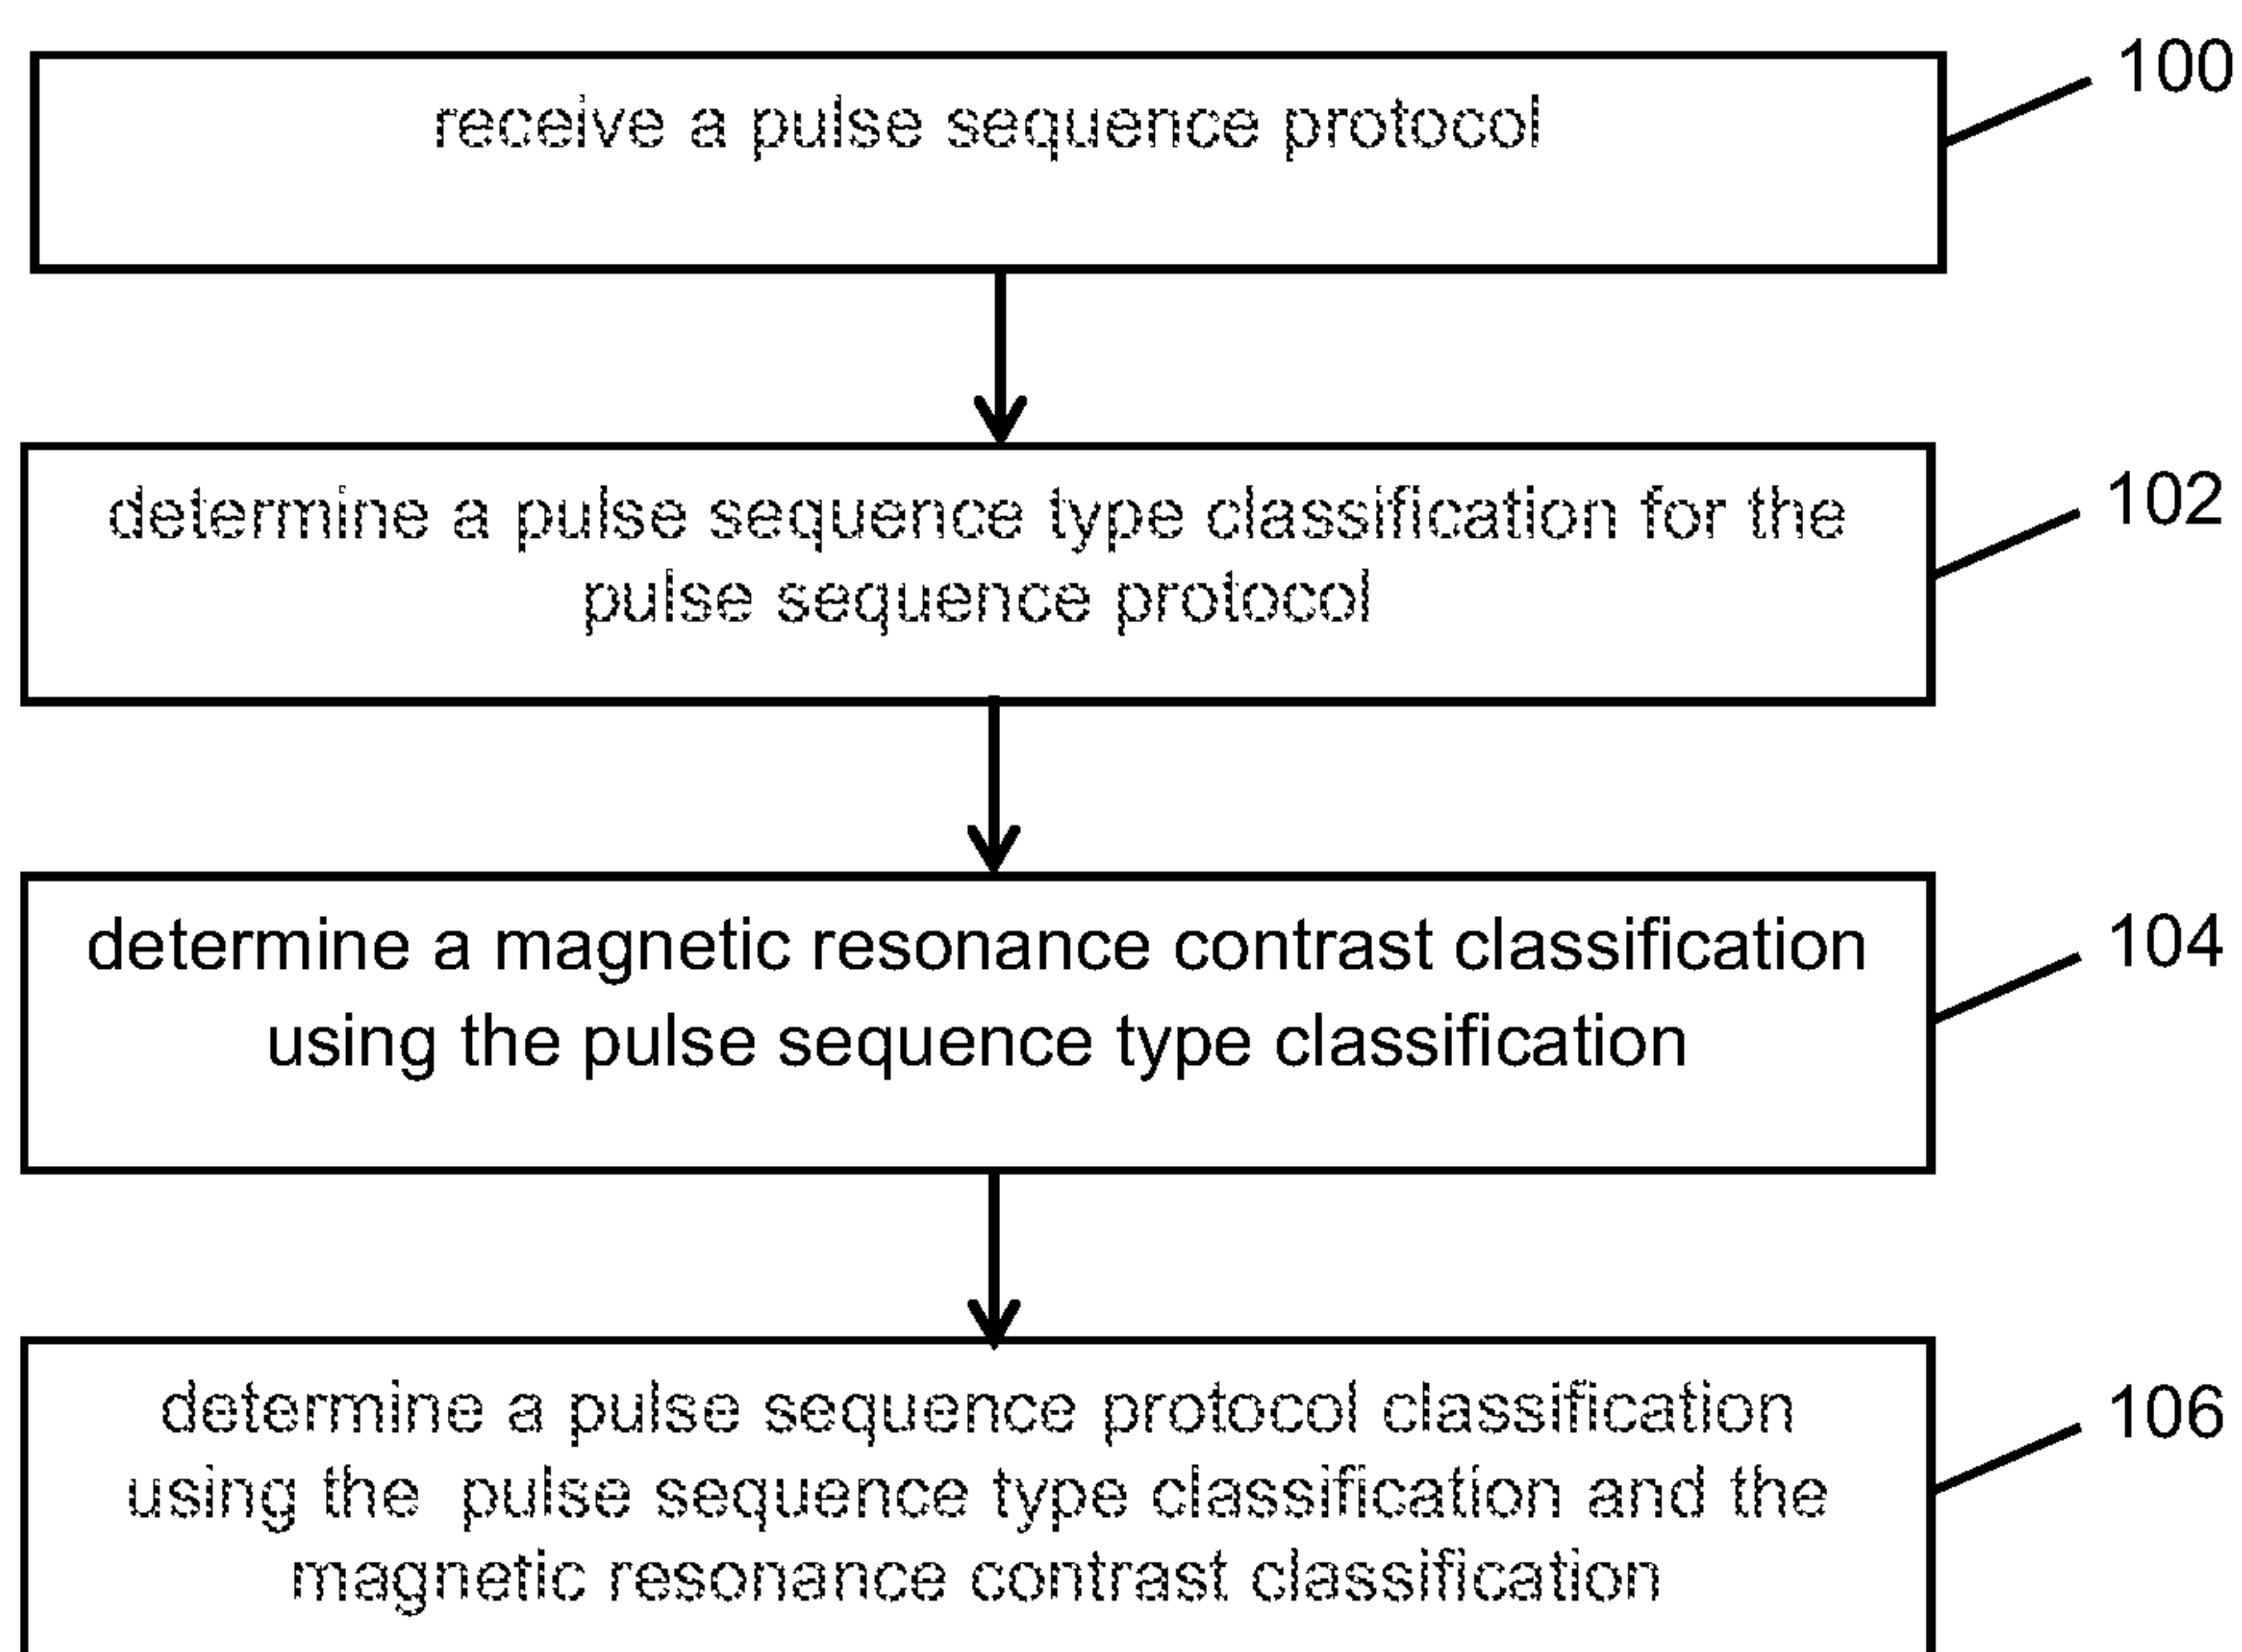 receive a pulse sequence protocol
100
determine a pulse sequence type classification for the
pulse sequence protocol
102
determine a magnetic resonance contrast classification
using the pulse sequence type classification
104
determine a pulse sequence protocol classification
using the pulse sequence type classification and the
magnetic resonance contrast classification
106